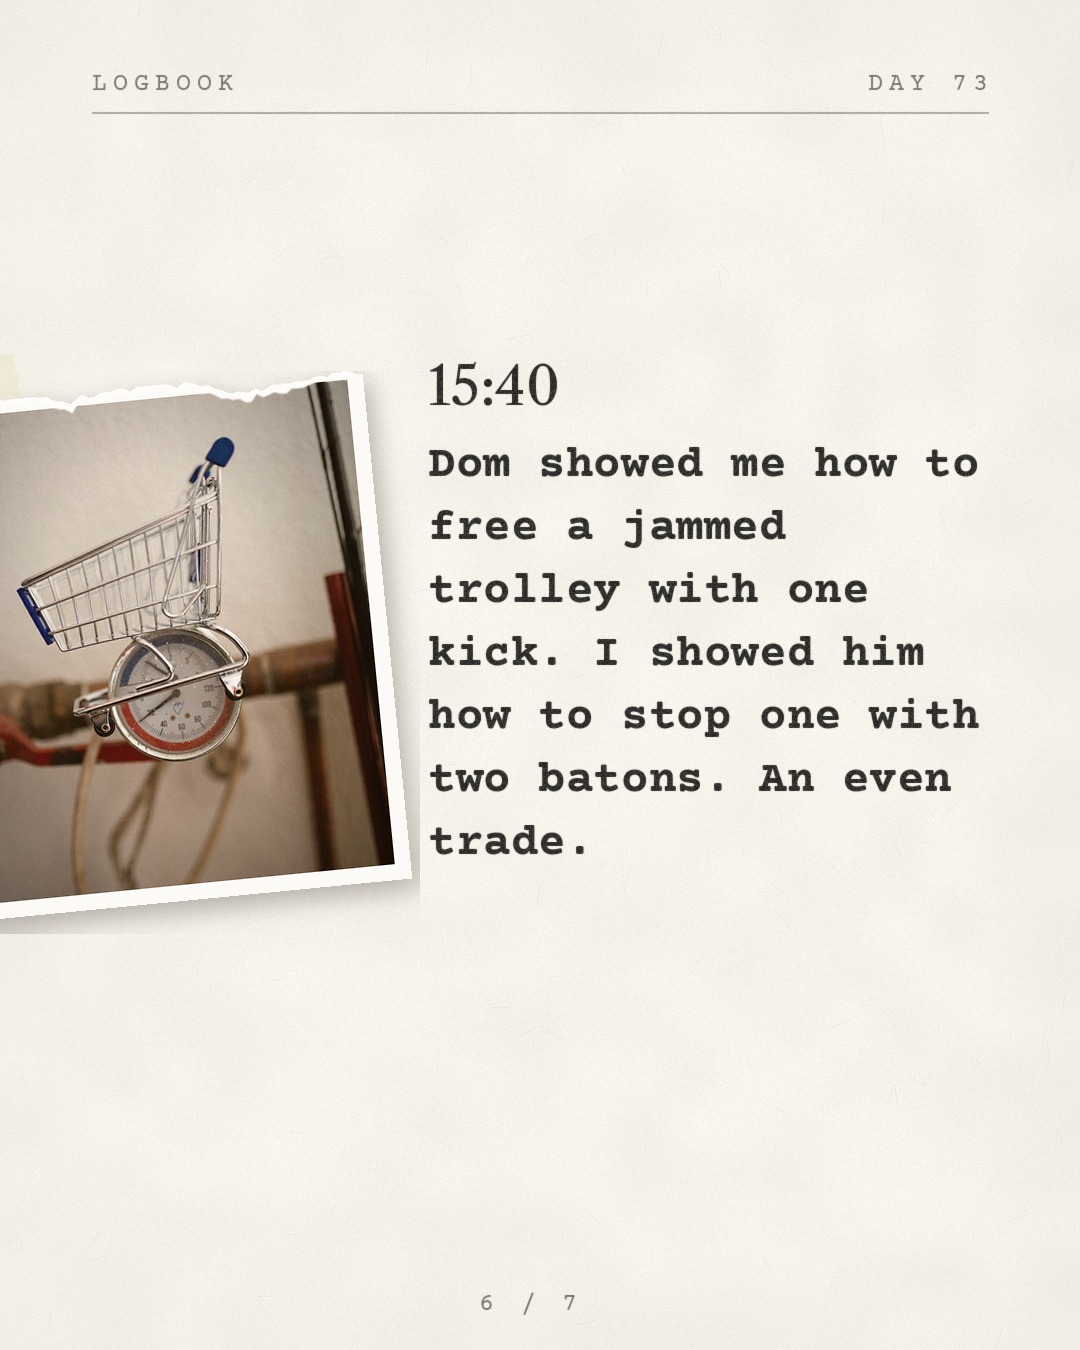 LOGBOOK
DAY 73
15:40
Dom showed me how to
free a jammed
trolley with one
kick. I showed him
how to stop one with
two batons. An even
trade.
6 / 7